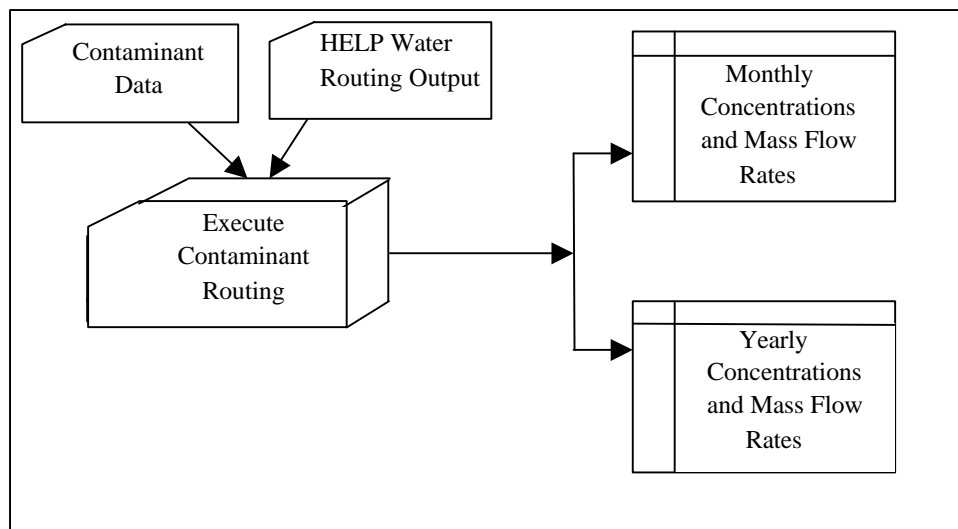 Contaminant
Data
HELP Water
Routing Output
Execute
Contaminant
Routing
Monthly
Concentrations
and Mass Flow
Rates
Yearly
Concentrations
and Mass Flow
Rates